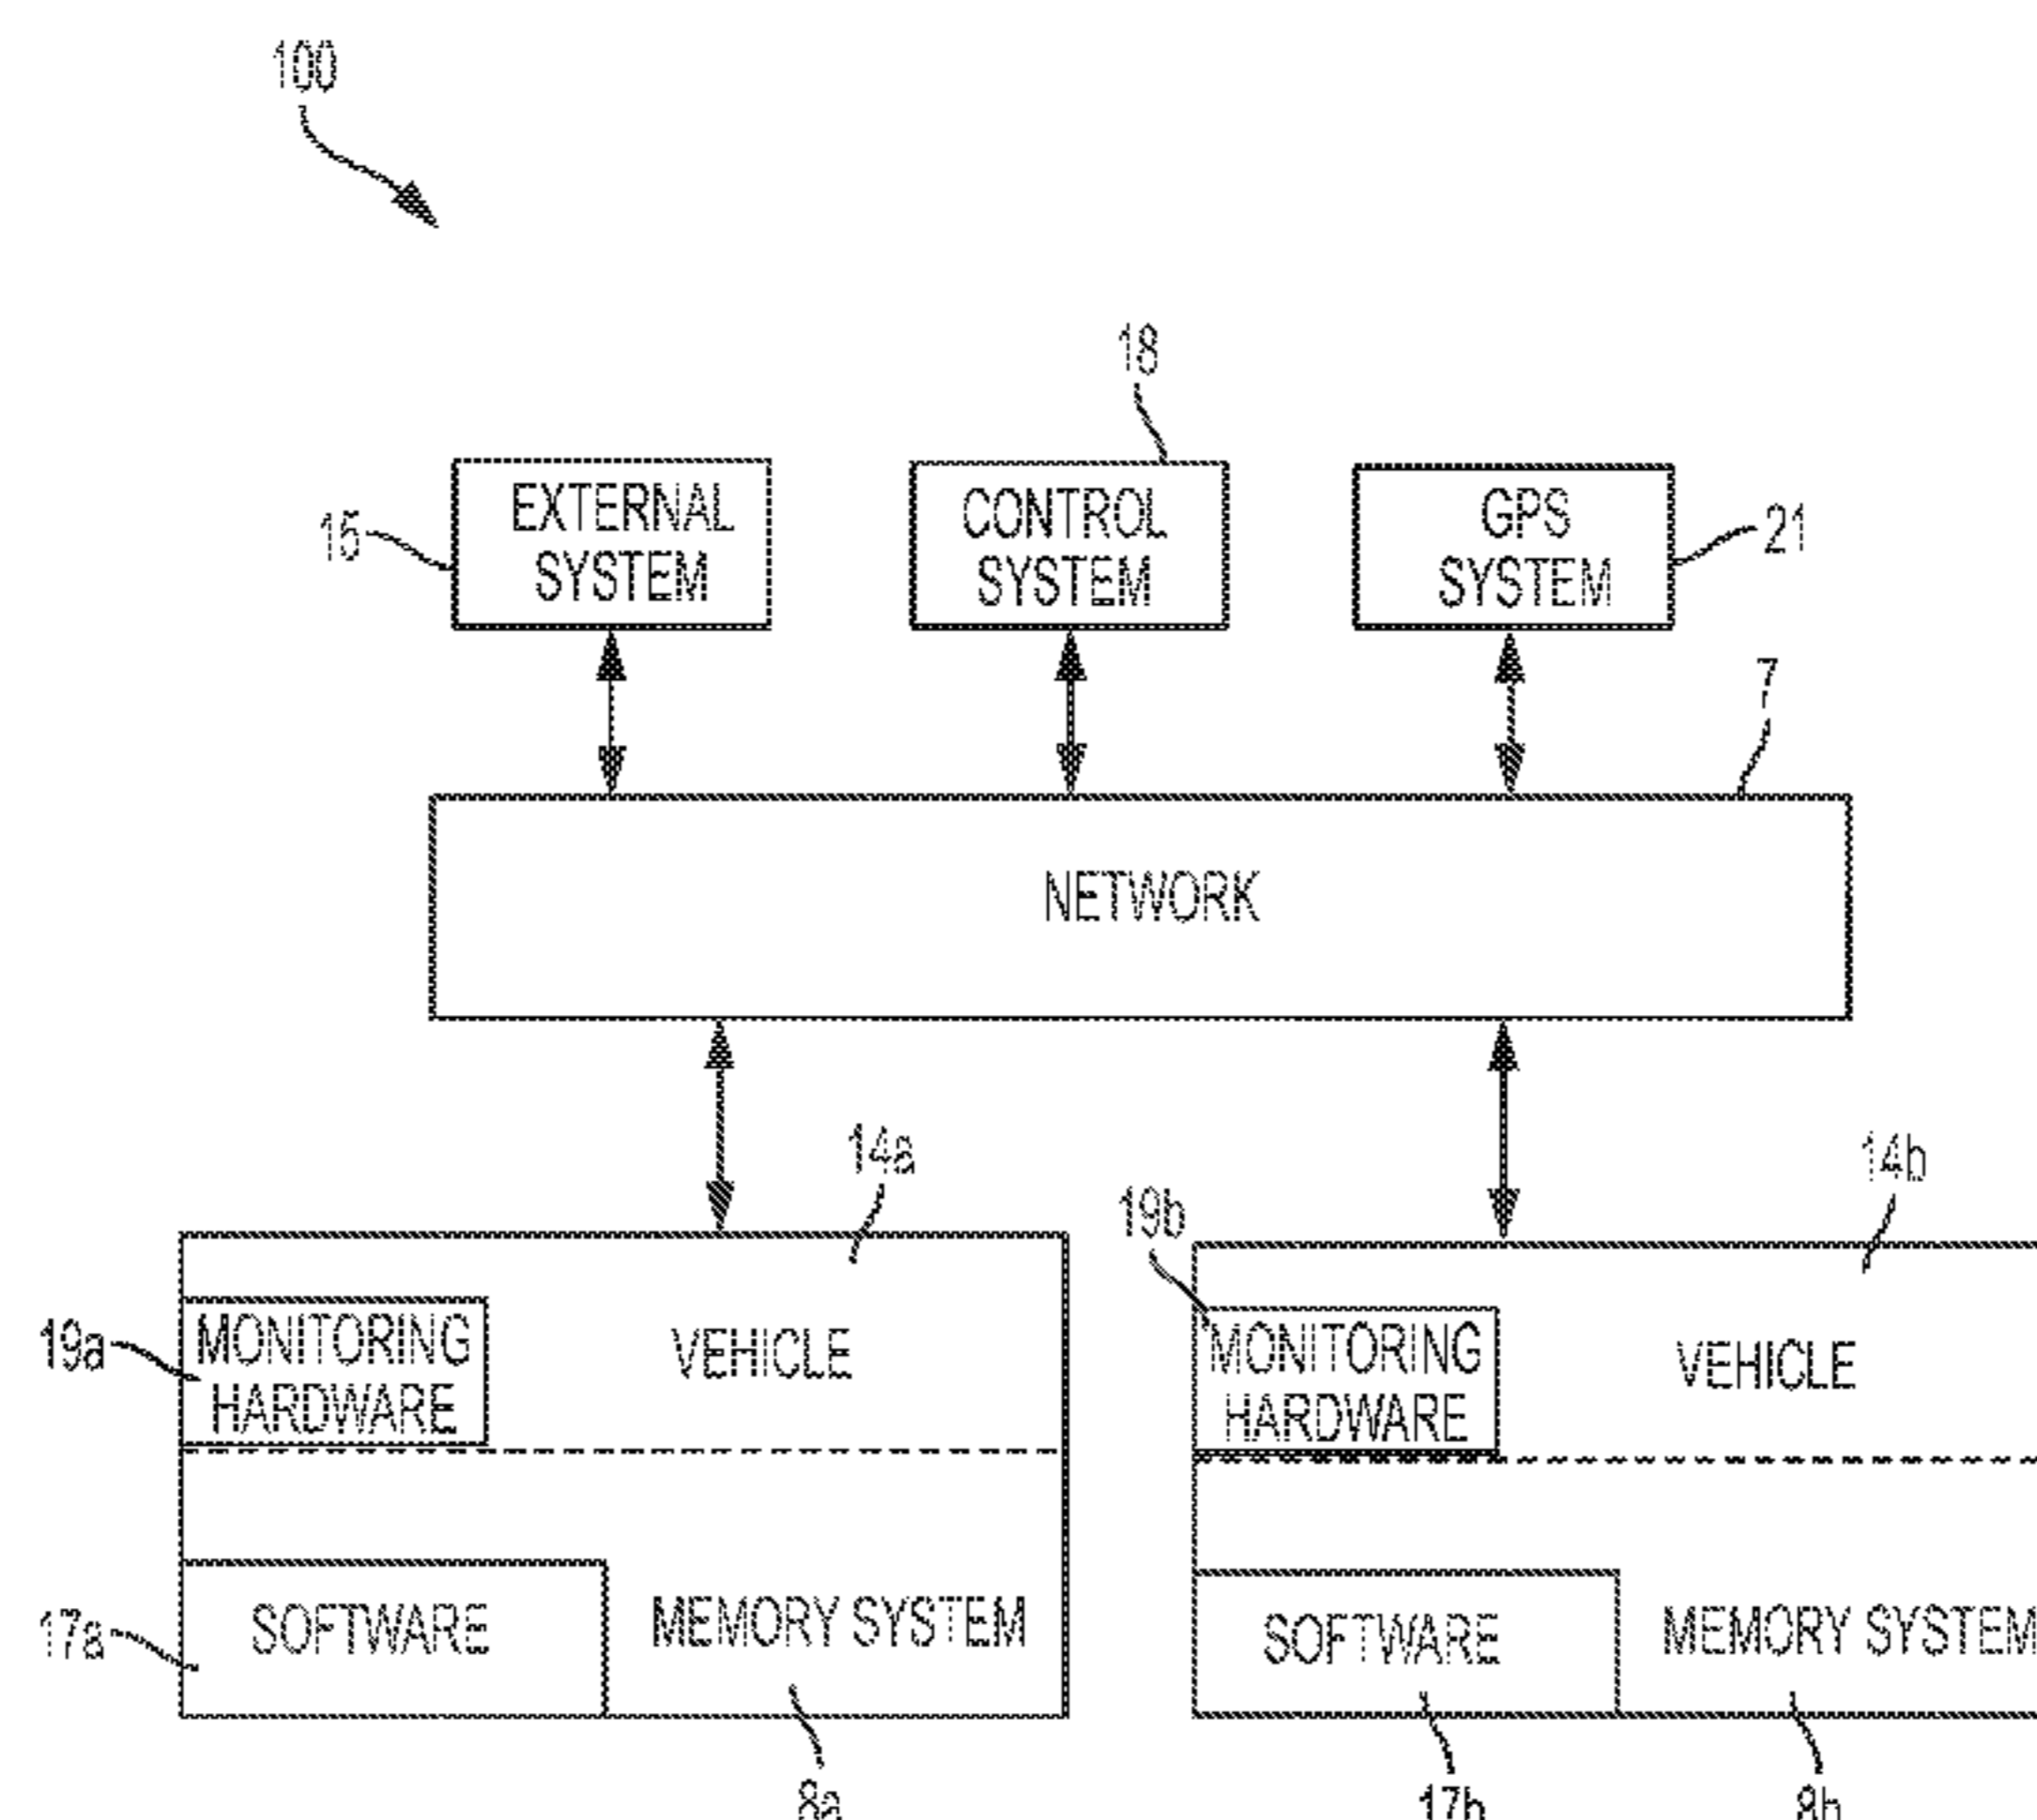 100
18
15
EXTERNAL
SYSTEM
CONTROL
SYSTEM
GPS
SYSTEM
21
7
NETWORK
14a
14b
19b
19a
MONITORING
HARDWARE
VEHICLE
MONITORING
HARDWARE
VEHICLE
17a
SOFTWARE
MEMORY SYSTEM
SOFTWARE
MEMORY SYSTEM
8a
17b
8b